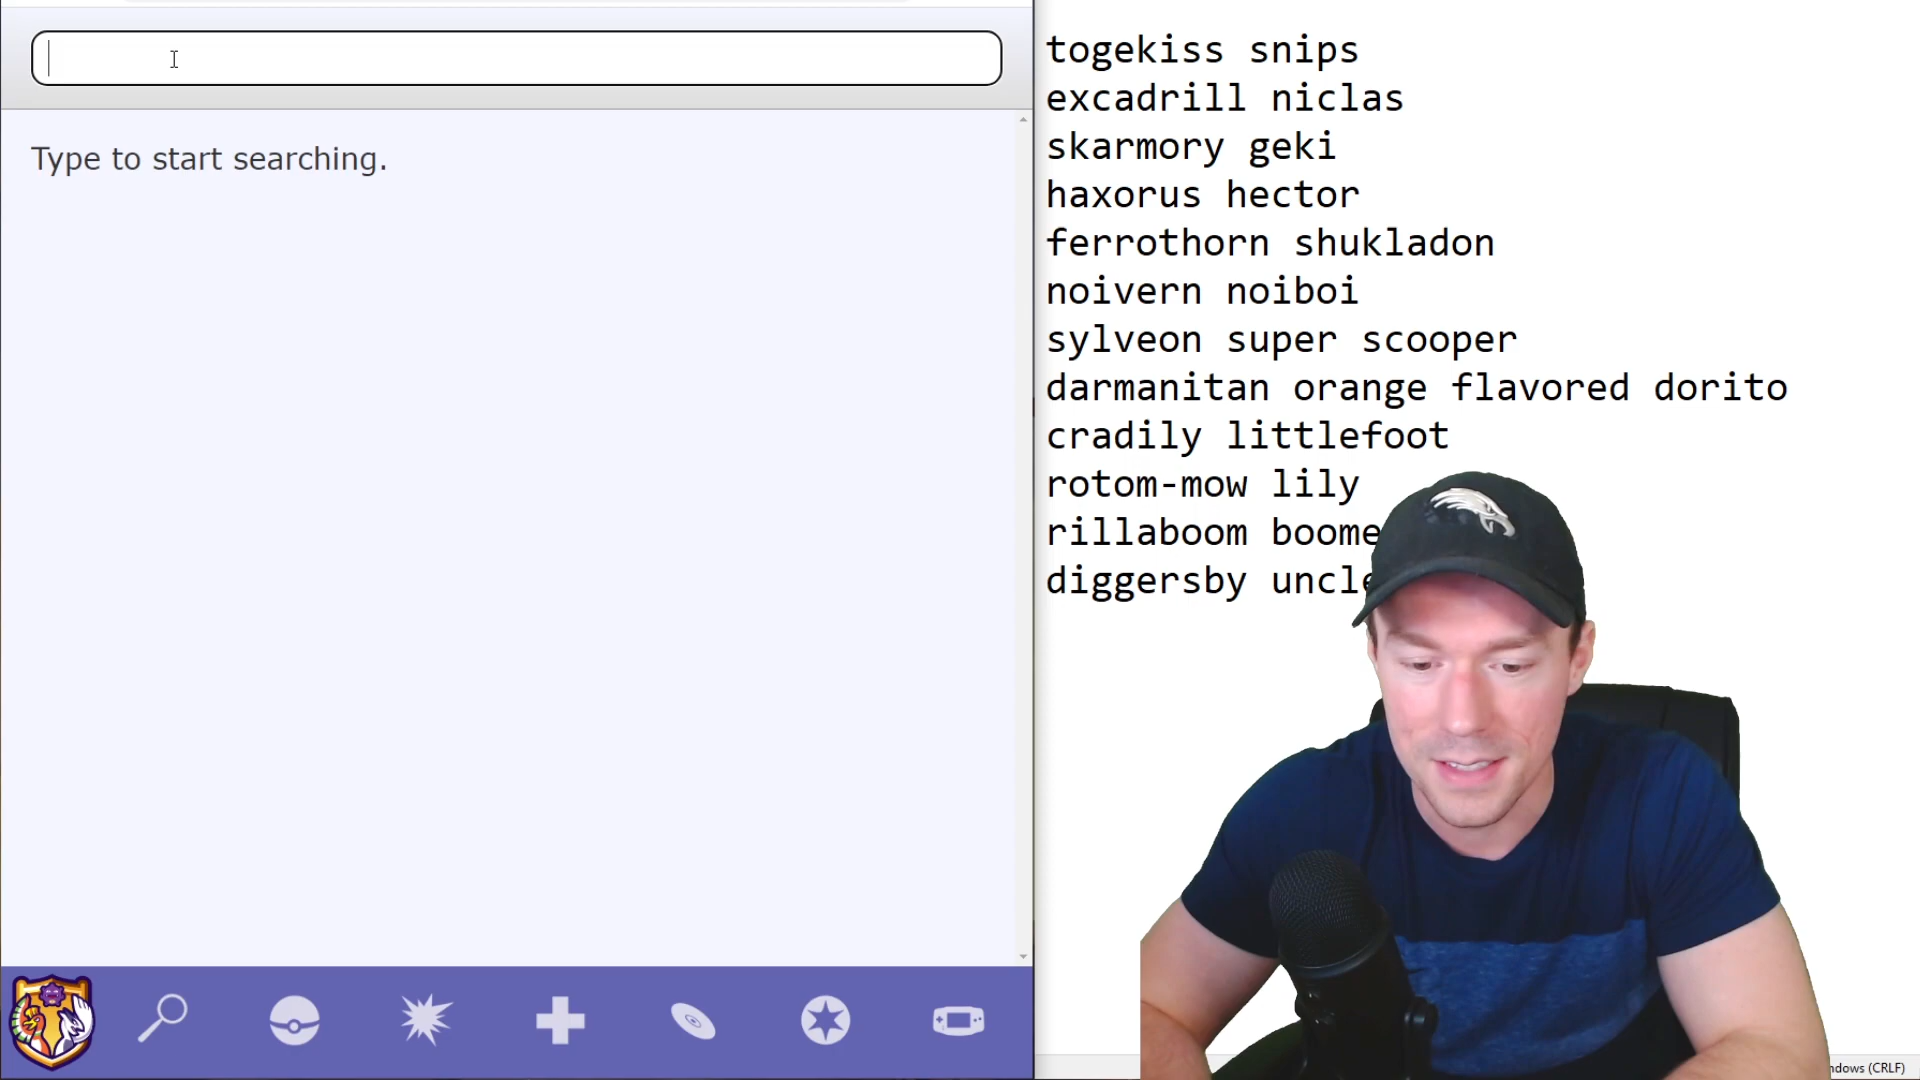 Type to start searching.
togekiss snips
excadrill niclas
skarmory geki
haxorus hector
ferrothorn shukladon
noivern noiboi
sylveon super scooper
darmanitan orange flavored dorito
cradily littlefoot
rotom-mow lily
rillaboom
diggersby
(CRLF)